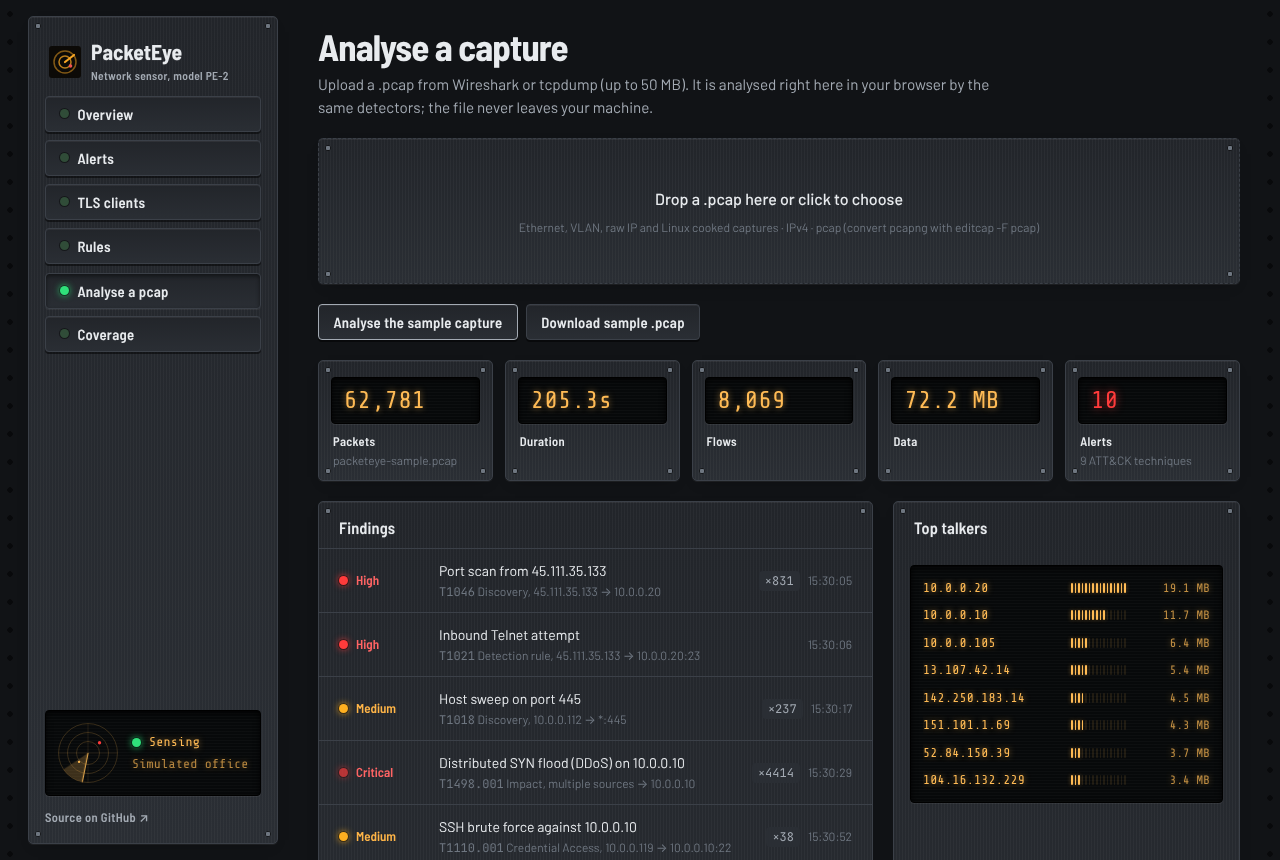 PacketEye
Network sensor, model PE-2
Overview
Alerts
TLS clients
Rules
Analyse a pcap
Coverage
Sensing
Simulated office
Source on GitHub ↗
Analyse a capture
Upload a .pcap from Wireshark or tcpdump (up to 50 MB). It is analysed right here in your browser by the
same detectors; the file never leaves your machine.
Drop a .pcap here or click to choose
Ethernet, VLAN, raw IP and Linux cooked captures · IPv4 · pcap (convert pcapng with editcap -F pcap)
Analyse the sample capture
Download sample .pcap
62,781
Packets
packeteye-sample.pcap
205.3s
Duration
8,069
Flows
72.2 MB
Data
10
Alerts
9 ATT&CK techniques
Findings
High
Port scan from 45.111.35.133
T1046 Discovery, 45.111.35.133 → 10.0.0.20
×831 15:30:05
High
Inbound Telnet attempt
T1021 Detection rule, 45.111.35.133 → 10.0.0.20:23
15:30:06
Medium
Host sweep on port 445
T1018 Discovery, 10.0.0.112 → *:445
×237 15:30:17
Critical
Distributed SYN flood (DDoS) on 10.0.0.10
T1498.001 Impact, multiple sources → 10.0.0.10
×4414 15:30:29
Medium
SSH brute force against 10.0.0.10
T1110.001 Credential Access, 10.0.0.119 → 10.0.0.10:22
×38 15:30:52
Top talkers
10.0.0.20 19.1 MB
10.0.0.10 11.7 MB
10.0.0.105 6.4 MB
13.107.42.14 5.4 MB
142.250.183.14 4.5 MB
151.101.1.69 4.3 MB
52.84.150.39 3.7 MB
104.16.132.229 3.4 MB